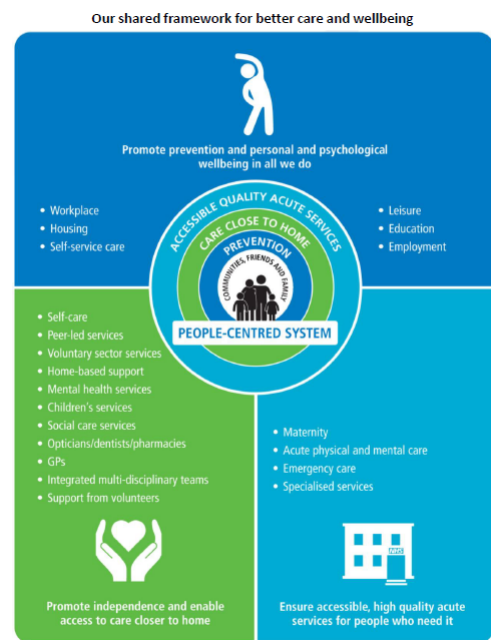 Our shared framework for better care and wellbeing
Promote prevention and personal and psychological
wellbeing in all we do
• Workplace
• Housing
• Self-service care
• Leisure
• Education
• Employment
ACCESSIBLE QUALITY ACUTE SERVICES
CARE CLOSE TO HOME
PREVENTION
COMMUNITIES, FRIENDS AND FAMILY
PEOPLE-CENTRED SYSTEM
• Self-care
• Peer-led services
• Voluntary sector services
• Home-based support
• Mental health services
• Children's services
• Social care services
• Opticians/dentists/pharmacies
• GPs
• Integrated multi-disciplinary teams
• Support from volunteers
Promote independence and enable
access to care closer to home
• Maternity
• Acute physical and mental care
• Emergency care
• Specialised services
NHS
Ensure accessible, high quality acute
services for people who need it